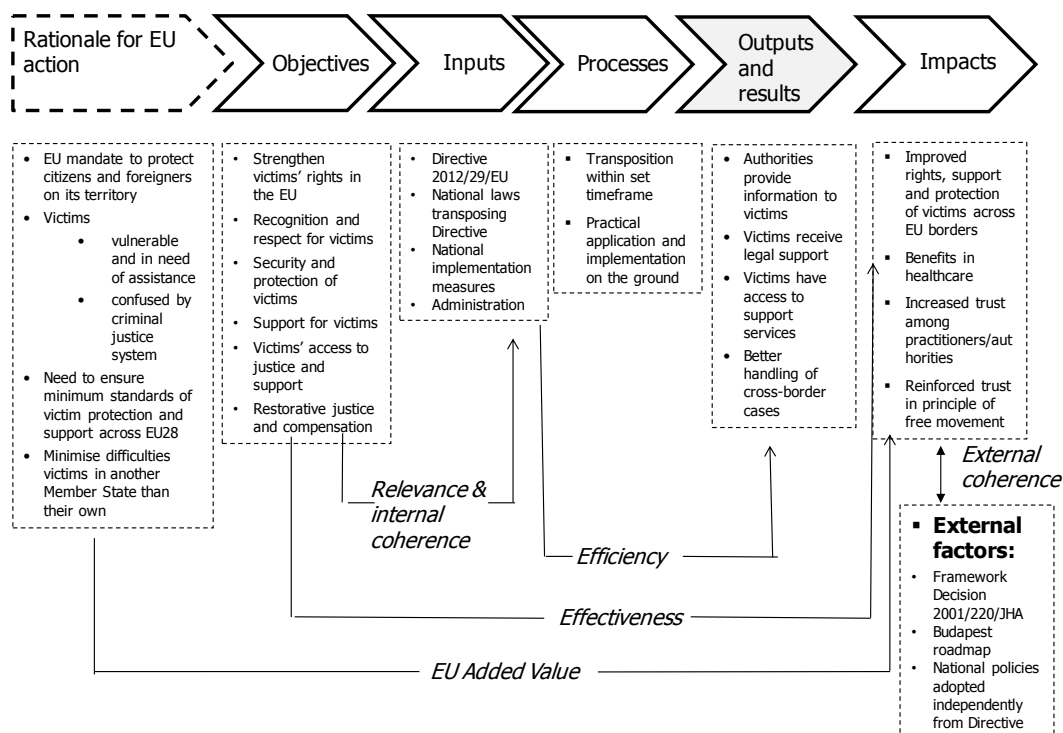 Rationale for EU
action
Objectives
Inputs
Processes
Outputs
and
results
Impacts
• EU mandate to protect
citizens and foreigners
on its territory
• Victims
• vulnerable
and in need of
assistance
• confused by
criminal
justice
system
• Need to ensure
minimum standards of
victim protection and
support across EU28
• Minimise difficulties
victims in another
Member State than
their own
• Strengthen
victims’ rights in
the EU
• Recognition and
respect for victims
• Security and
protection of
victims
• Support for victims
• Victims’ access to
justice and
support
• Restorative justice
and compensation
• Directive
2012/29/EU
• National laws
transposing
Directive
• National
implementation
measures
• Administration
▪ Transposition
within set
timeframe
▪ Practical
application and
implementation
on the ground
• Authorities
provide
information to
victims
• Victims receive
legal support
• Victims have
access to
support
services
• Better
handling of
cross-border
cases
▪ Improved
rights, support
and protection
of victims across
EU borders
▪ Benefits in
healthcare
▪ Increased trust
among
practitioners/aut
horities
▪ Reinforced trust
in principle of
free movement
Relevance &
internal
coherence
Efficiency
Effectiveness
EU Added Value
External
coherence
▪ External
factors:
• Framework
Decision
2001/220/JHA
• Budapest
roadmap
• National policies
adopted
independently
from Directive